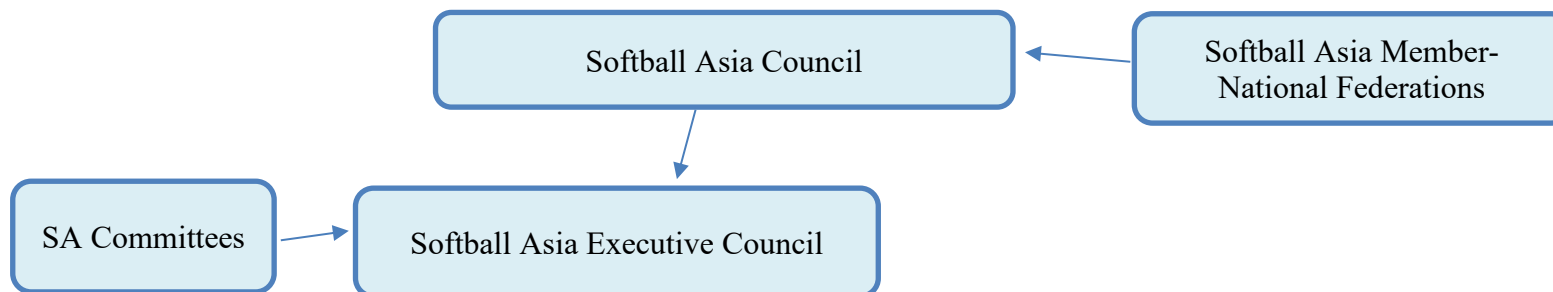 Softball Asia Council
Softball Asia Member-
National Federations
SA Committees
Softball Asia Executive Council